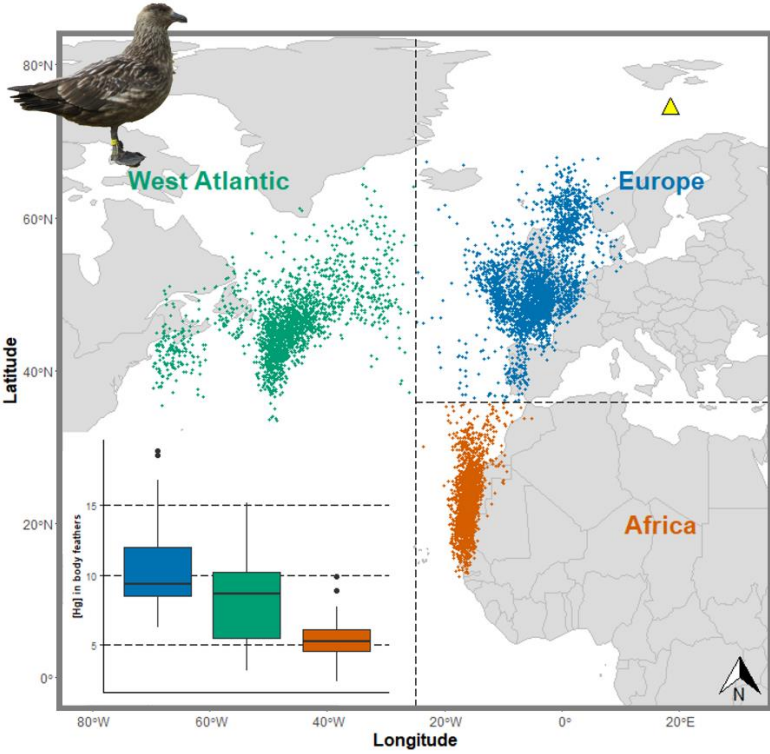 80°N
West Atlantic
Europe
60°N
Latitude
40°N
[Hg] in body feathers
15
10
5
Africa
20°N
0°
N
80°W
60°W
40°W
20°W
0°
20°E
Longitude